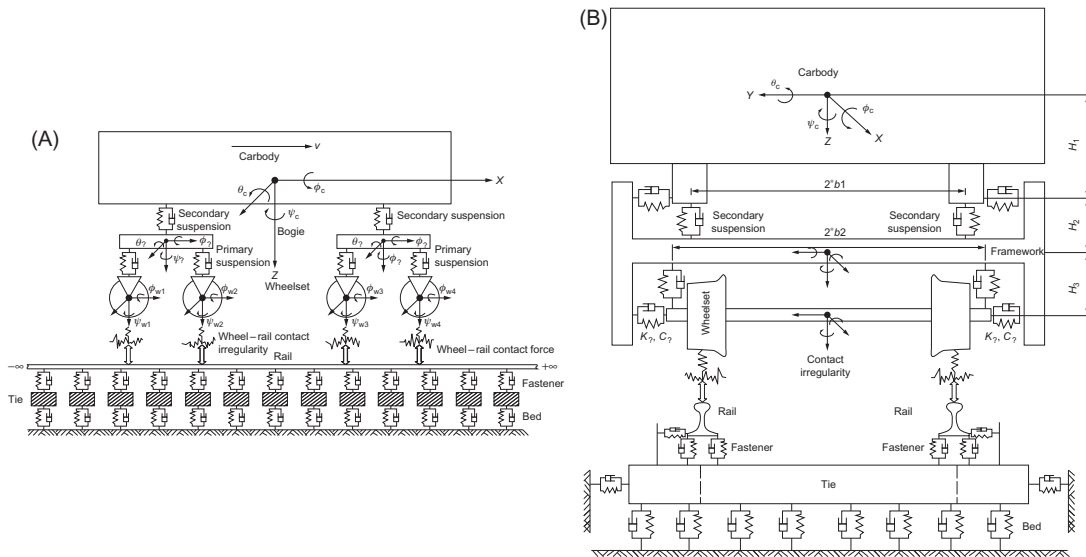 (A)
v
Carbody
X
θc
ϕc
ψc
Secondary
suspension
Secondary suspension
Bogie
θ?
ϕ?
ψ?
Primary
suspension
θ?
ϕ?
ϕ?
Primary
suspension
Z
Wheelset
ϕw1
ϕw2
ϕw3
ϕw4
ψw1
ψw2
ψw3
ψw4
Wheel–rail contact
irregularity
Wheel–rail contact force
Rail
−∞
+∞
Fastener
Tie
Bed
(B)
Carbody
θc
Y
ϕc
ψc
Z
X
H1
2*b1
Secondary
suspension
Secondary
suspension
H2
2*b2
Framework
H3
Wheelset
K?, C?
K?, C?
Contact
irregularity
Rail
Rail
Fastener
Fastener
Tie
Bed